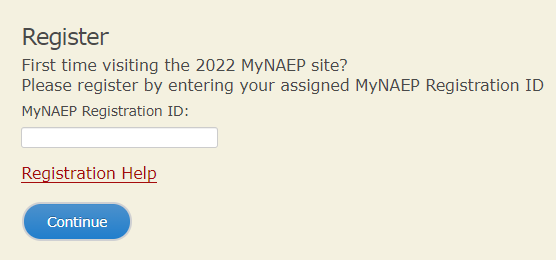 Register
First time visiting the 2022 MyNAEP site?
Please register by entering your assigned MyNAEP Registration ID
MyNAEP Registration ID:
Registration Help
Continue